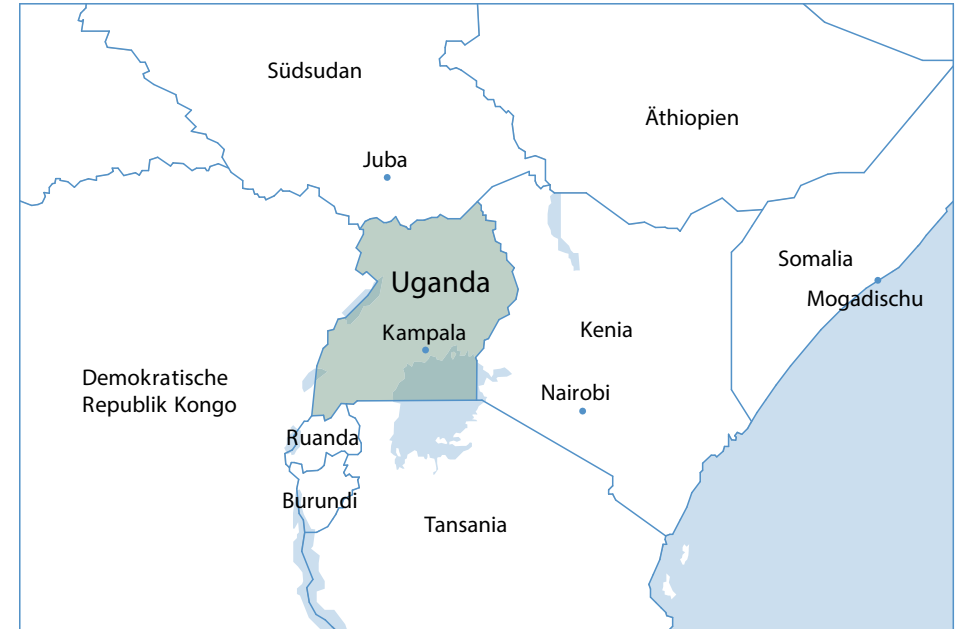 Südsudan
Äthiopien
Juba
Somalia
Uganda
Mogadischu
Kampala
Kenia
Demokratische
Republik Kongo
Nairobi
Ruanda
Burundi
Tansania